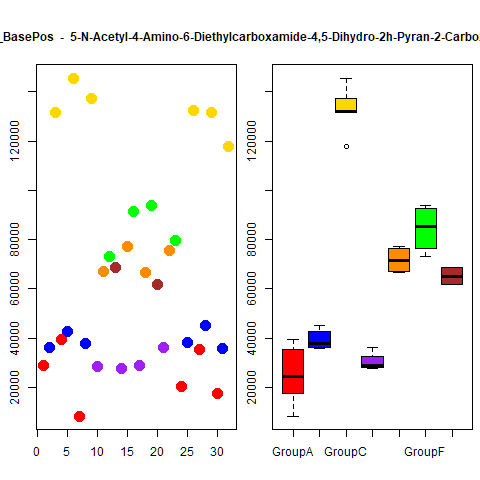 _BasePos - 5-N-Acetyl-4-Amino-6-Diethylcarboxamide-4,5-Dihydro-2h-Pyran-2-Carbo
20000 40000 60000 80000 120000
0 5 10 15 20 25 30
20000 40000 60000 80000 120000
GroupA GroupC GroupF